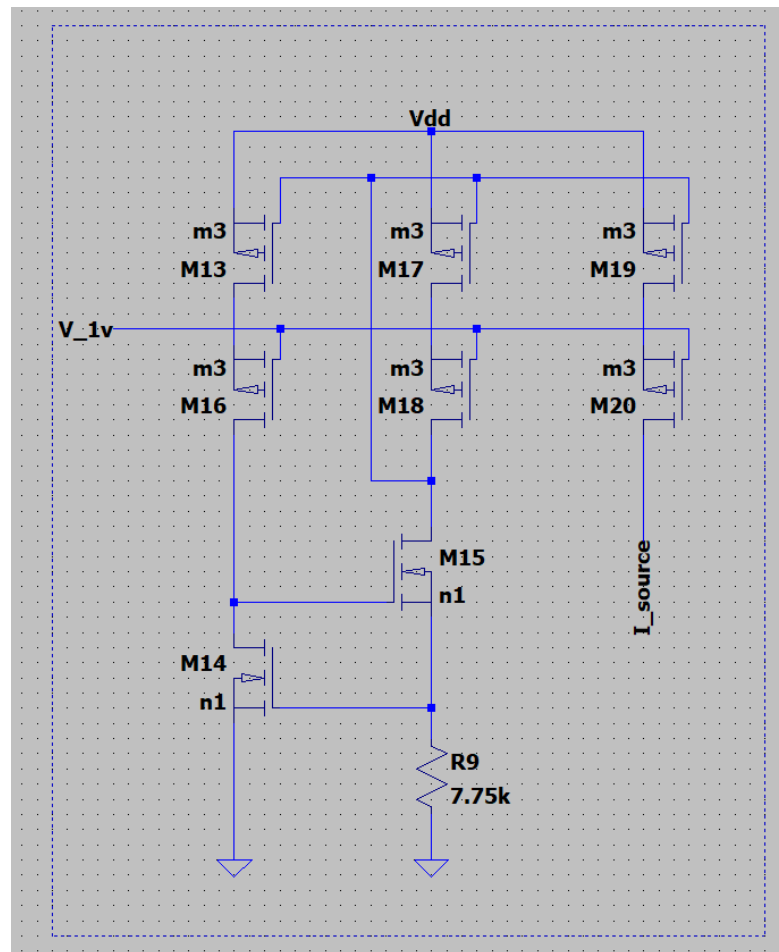 Vdd
m3
m3
m3
M13
M17
M19
V_1v
m3
m3
m3
M16
M18
M20
M15
I_source
n1
M14
n1
R9
7.75k